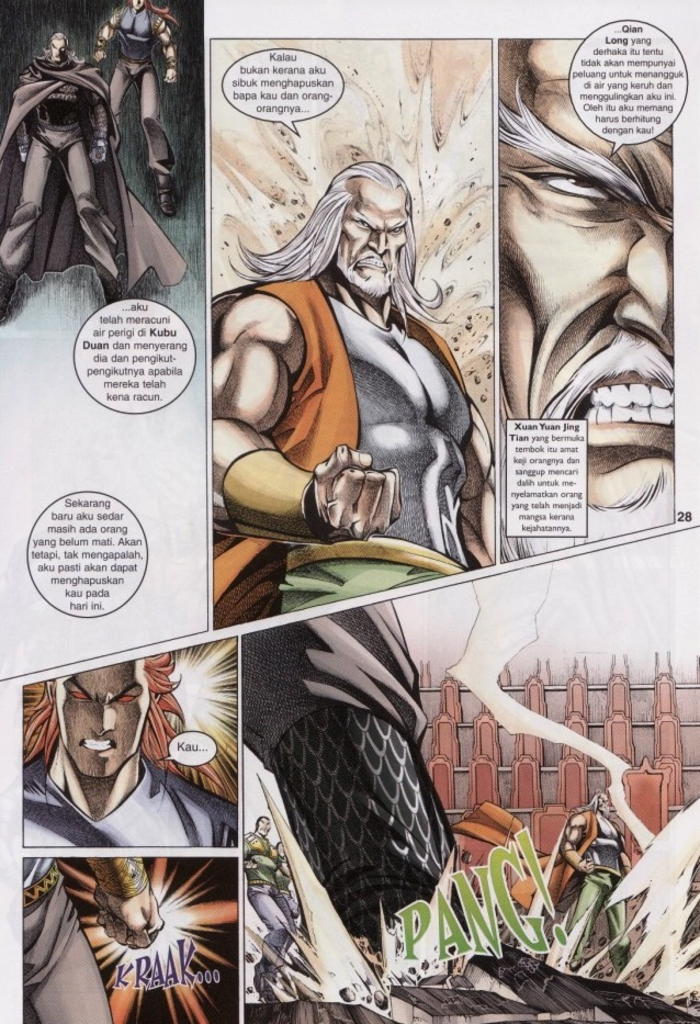 Kalau
bukan kerana aku
sibuk menghapuskan
bapa kau dan orang-
orangnya...
...Qian
Long yang
derhaka itu tentu
tidak akan mempunyai
peluang untuk menangguk
di air yang keruh dan
menggulingkan aku ini.
Oleh itu aku memang
harus berhitung
dengan kau!
...aku
telah meracuni
air perigi di Kubu
Duan dan menyerang
dia dan pengikut-
pengikutnya apabila
mereka telah
kena racun.
Xuan Yuan Jing
Tian yang bermuka
tembok itu amat
keji orangnya dan
sanggup mencari
dalih untuk me-
nyelamatkan orang
yang telah menjadi
mangsa kerana
kejahatannya.
Sekarang
baru aku sedar
masih ada orang
yang belum mati. Akan
tetapi, tak mengapalah,
aku pasti akan dapat
menghapuskan
kau pada
hari ini.
28
Kau...
KRAAK...
PANG!